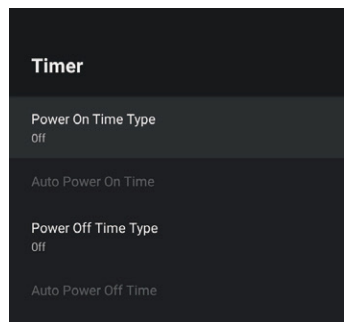 Timer
Power On Time Type
Off
Auto Power On Time
Power Off Time Type
Off
Auto Power Off Time